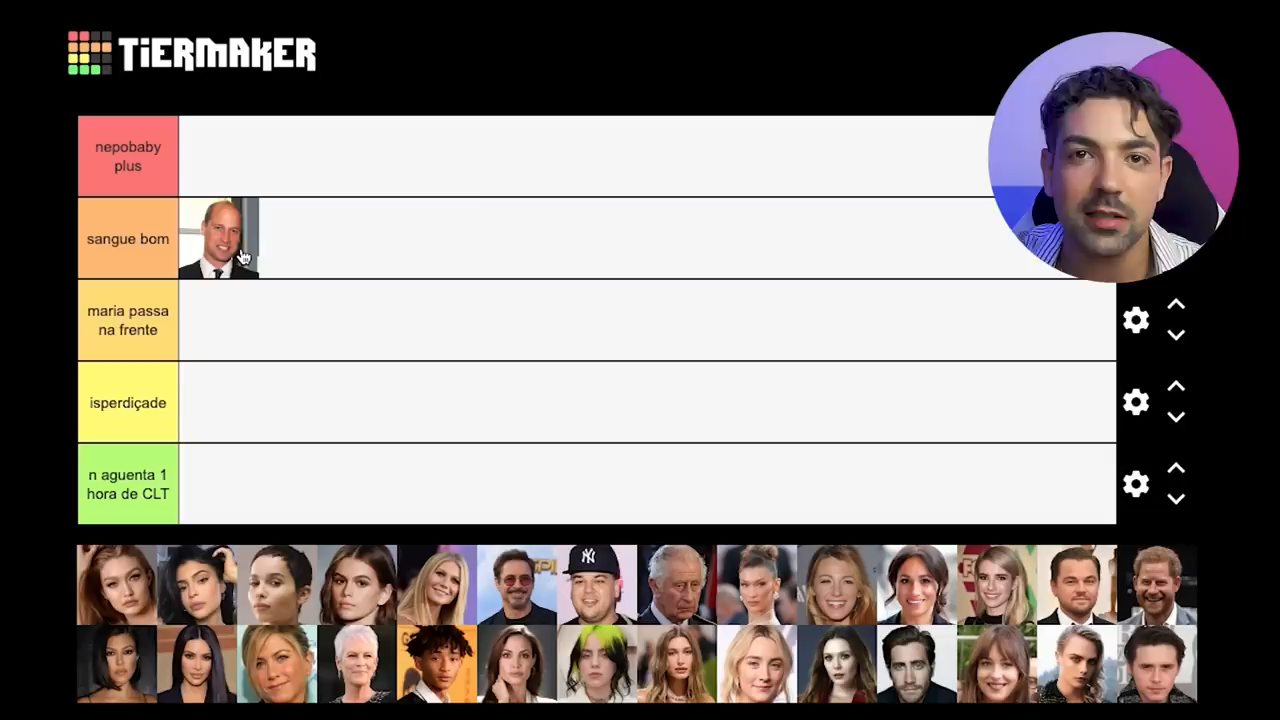 TiERMAKER
nepobaby
plus
sangue bom
maria passa
na frente
isperdiçade
n aguenta 1
hora de CLT